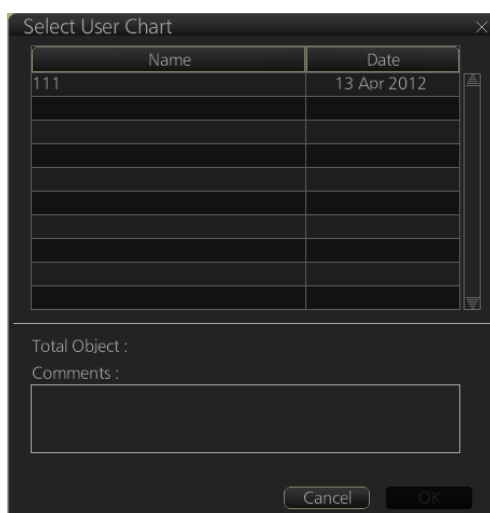 Select User Chart
Name Date
111 13 Apr 2012
Total Object :
Comments :
Cancel OK